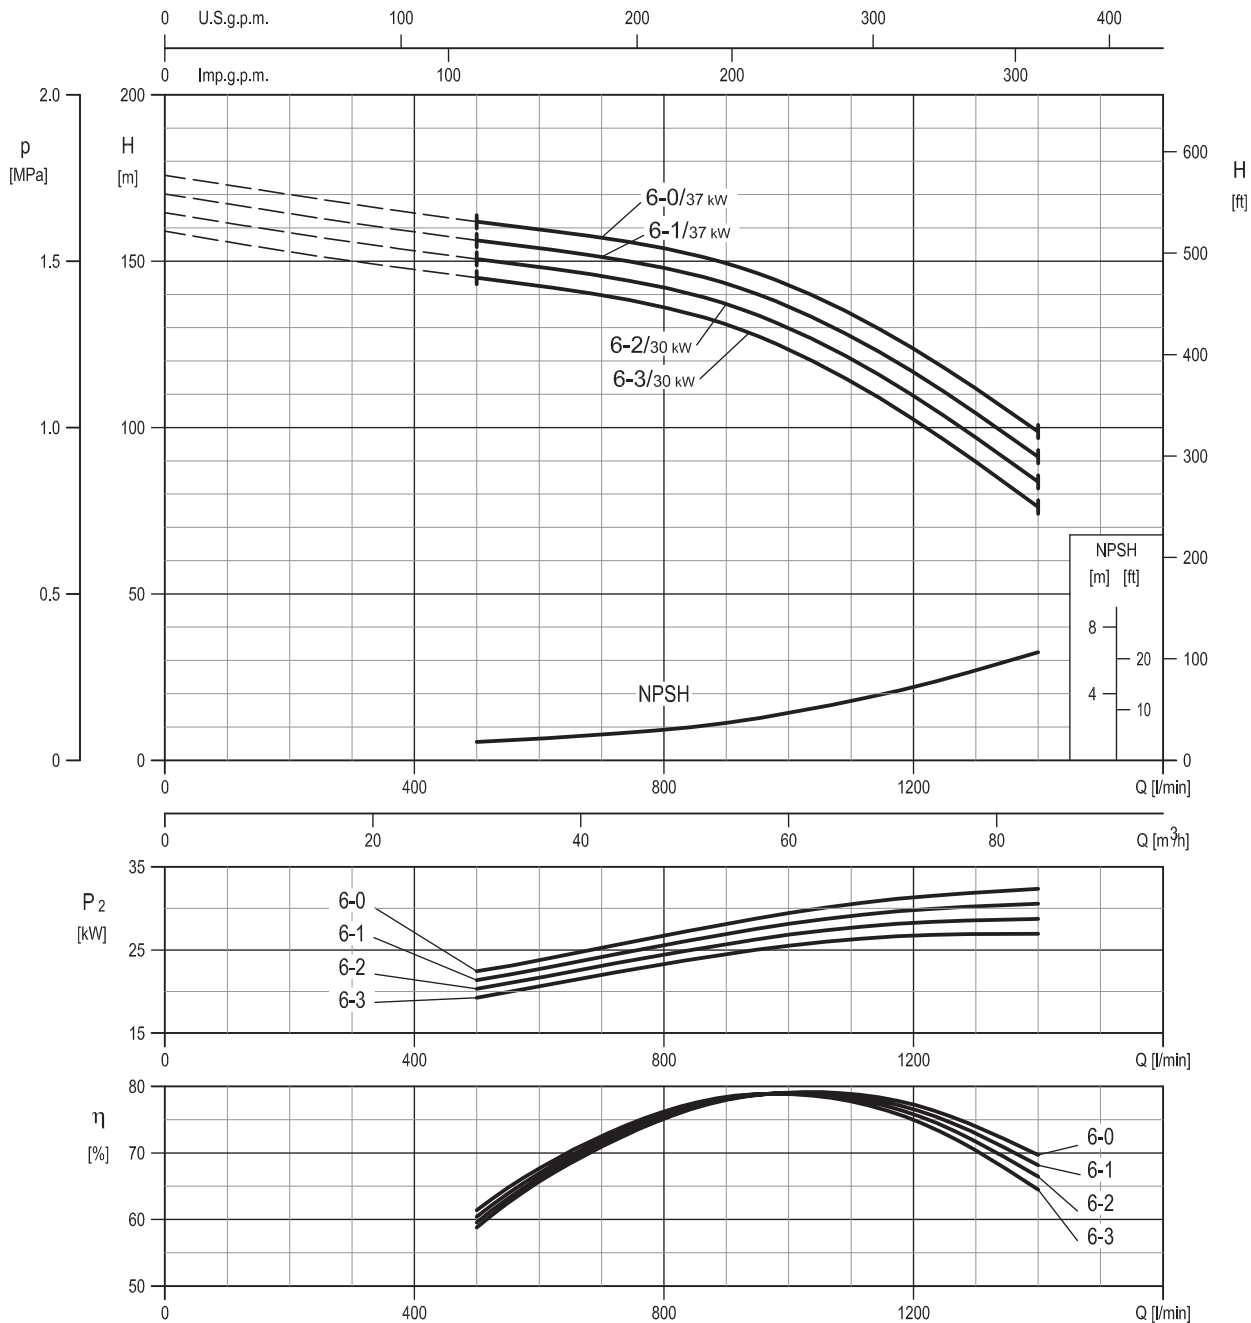 0 U.S.g.p.m. 100 200 300 400
0 Imp.g.p.m. 100 200 300
2.0 200
p H
[MPa] [m]
600
H
[ft]
6-0/37 kW
6-1/37 kW
1.5 150 500
6-2/30 kW
6-3/30 kW
400
1.0 100
300
NPSH
[m] [ft]
200
0.5 50
8
20
100
NPSH
4
10
0 0 0
400 800 1200 Q [l/min]
0 20 40 60 80 Q [m³/h]
35
P2
[kW]
6-0
6-1
25
6-2
6-3
15
0 400 800 1200 Q [l/min]
80
η
[%]
70
6-0
6-1
6-2
6-3
60
50
0 400 800 1200 Q [l/min]